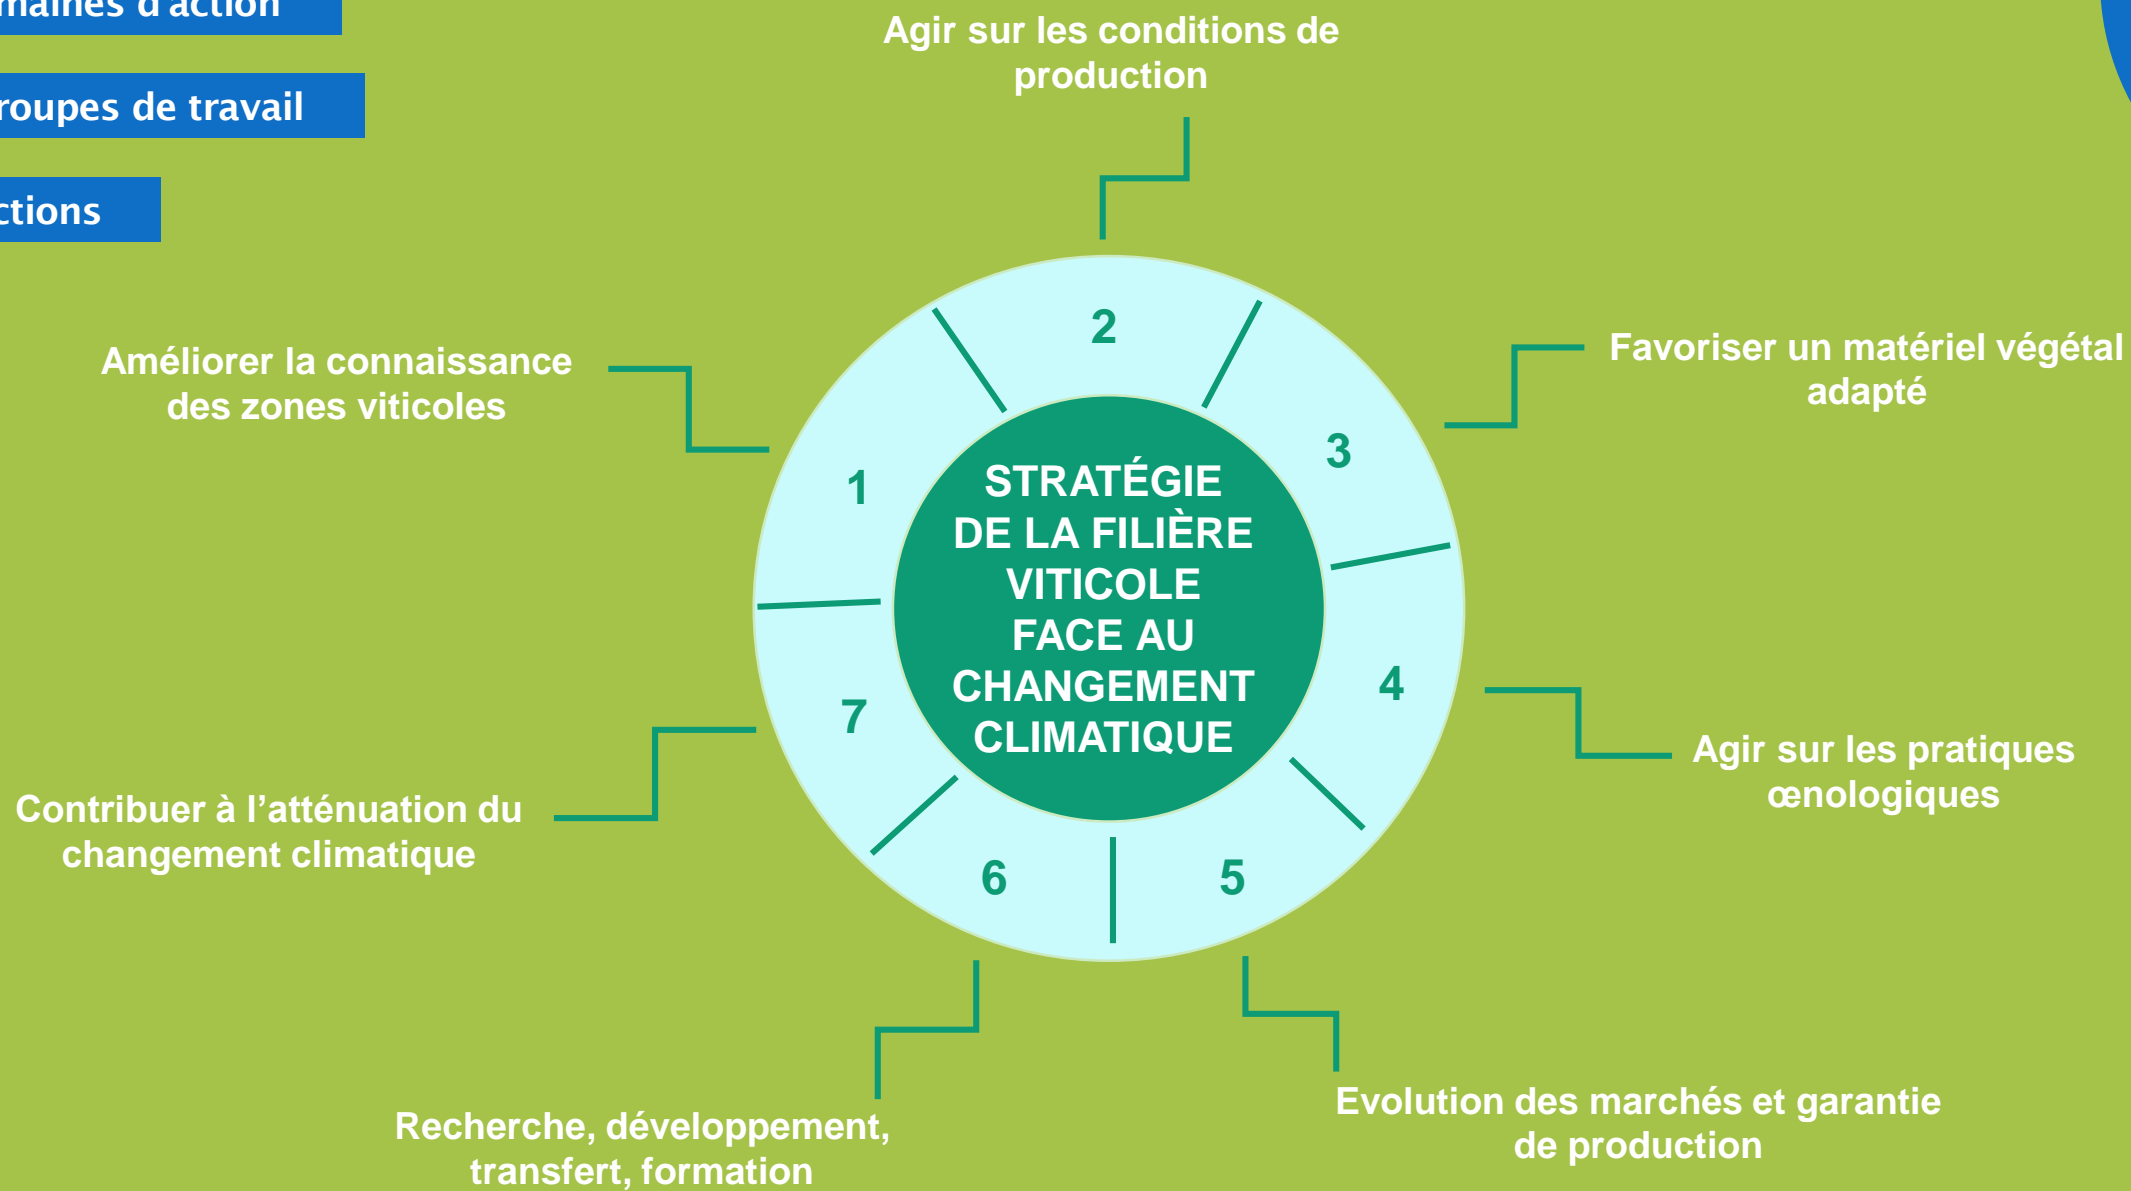 d'action
de travail
Agir sur les conditions de
production
Améliorer la connaissance
des zones viticoles
Favoriser un matériel végétal
adapté
2
3
1
4
7
6
5
STRATÉGIE
DE LA FILIÈRE
VITICOLE
FACE AU
CHANGEMENT
CLIMATIQUE
Agir sur les pratiques
œnologiques
Contribuer à l’atténuation du
changement climatique
Evolution des marchés et garantie
de production
Recherche, développement,
transfert, formation